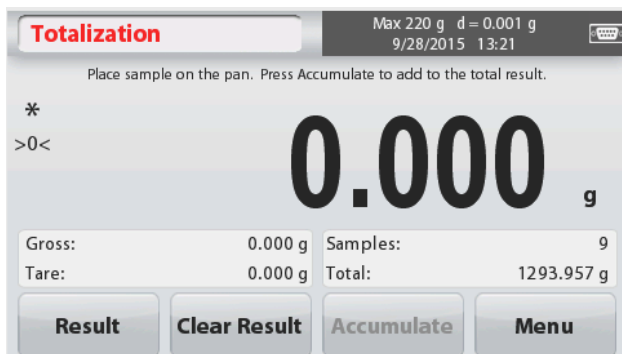 Totalization
Max 220 g d = 0.001 g
9/28/2015 13:21
Place sample on the pan. Press Accumulate to add to the total result.
*
>0<
0.000 g
Gross: 0.000 g Samples: 9
Tare: 0.000 g Total: 1293.957 g
Result Clear Result Accumulate Menu